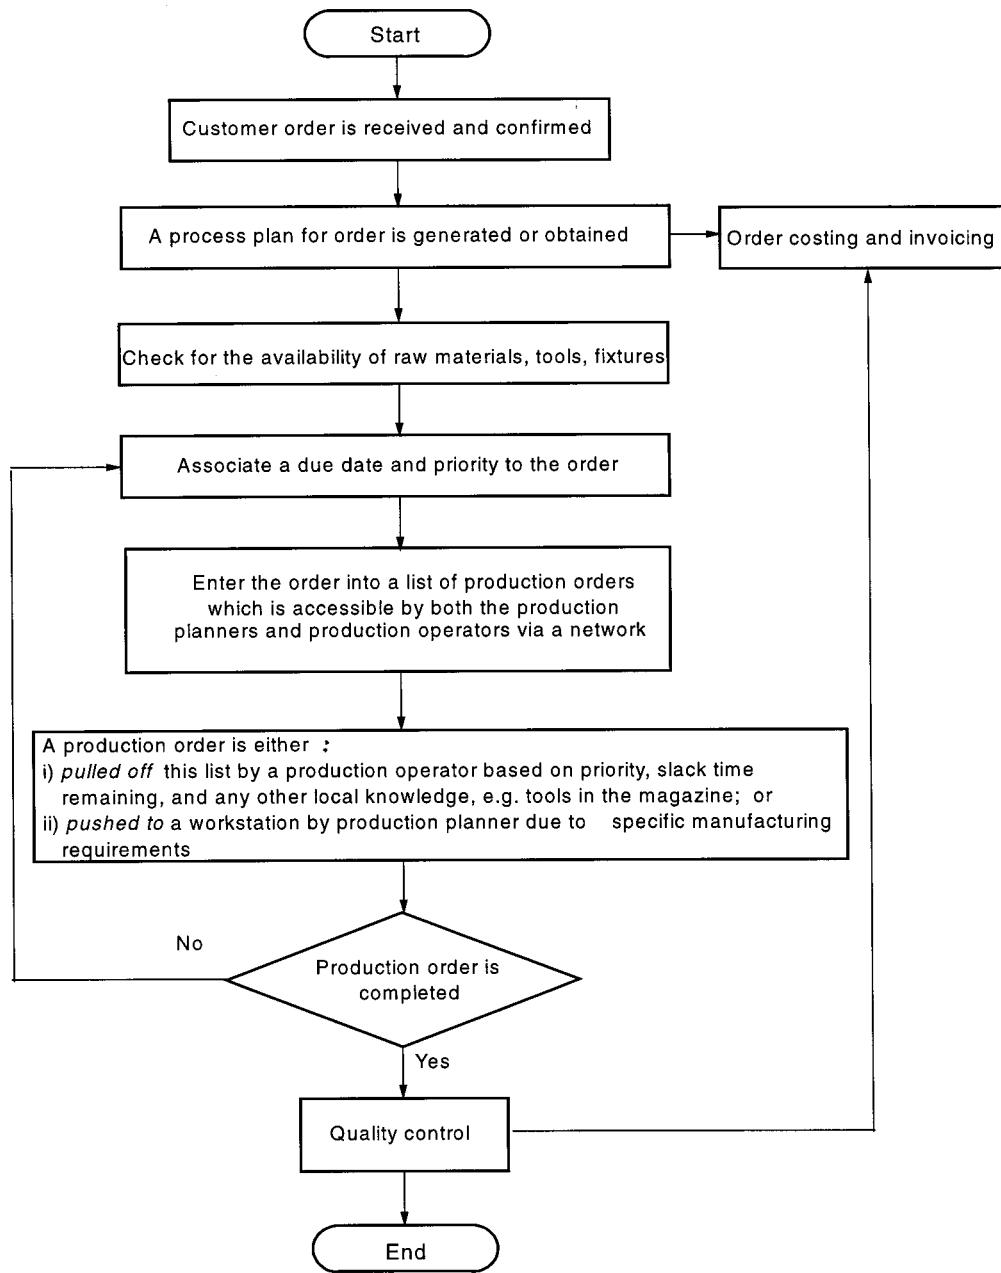 Start
Customer order is received and confirmed
A process plan for order is generated or obtained
Order costing and invoicing
Check for the availability of raw materials, tools, fixtures
Associate a due date and priority to the order
Enter the order into a list of production orders
which is accessible by both the production
planners and production operators via a network
A production order is either :
i) pulled off this list by a production operator based on priority, slack time
remaining, and any other local knowledge, e.g. tools in the magazine; or
ii) pushed to a workstation by production planner due to specific manufacturing
requirements
No
Production order is
completed
Yes
Quality control
End